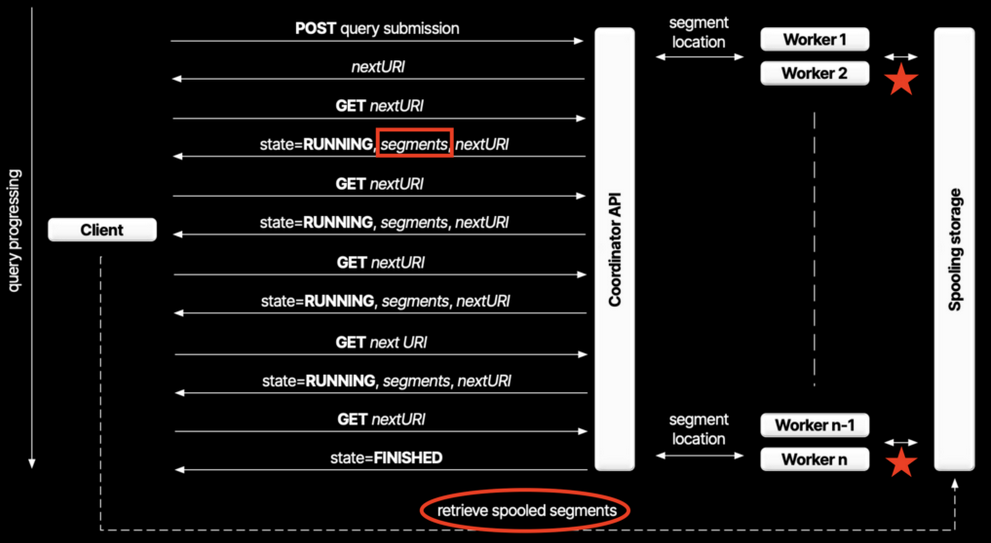 POST query submission
nextURI
GET nextURI
state=RUNNING, segments, nextURI
GET nextURI
state=RUNNING, segments, nextURI
GET nextURI
state=RUNNING, segments, nextURI
GET next URI
state=RUNNING, segments, nextURI
GET nextURI
state=FINISHED
query progressing
Client
Coordinator API
segment
location
Worker 1
Worker 2
segment
location
Worker n-1
Worker n
Spooling storage
retrieve spooled segments